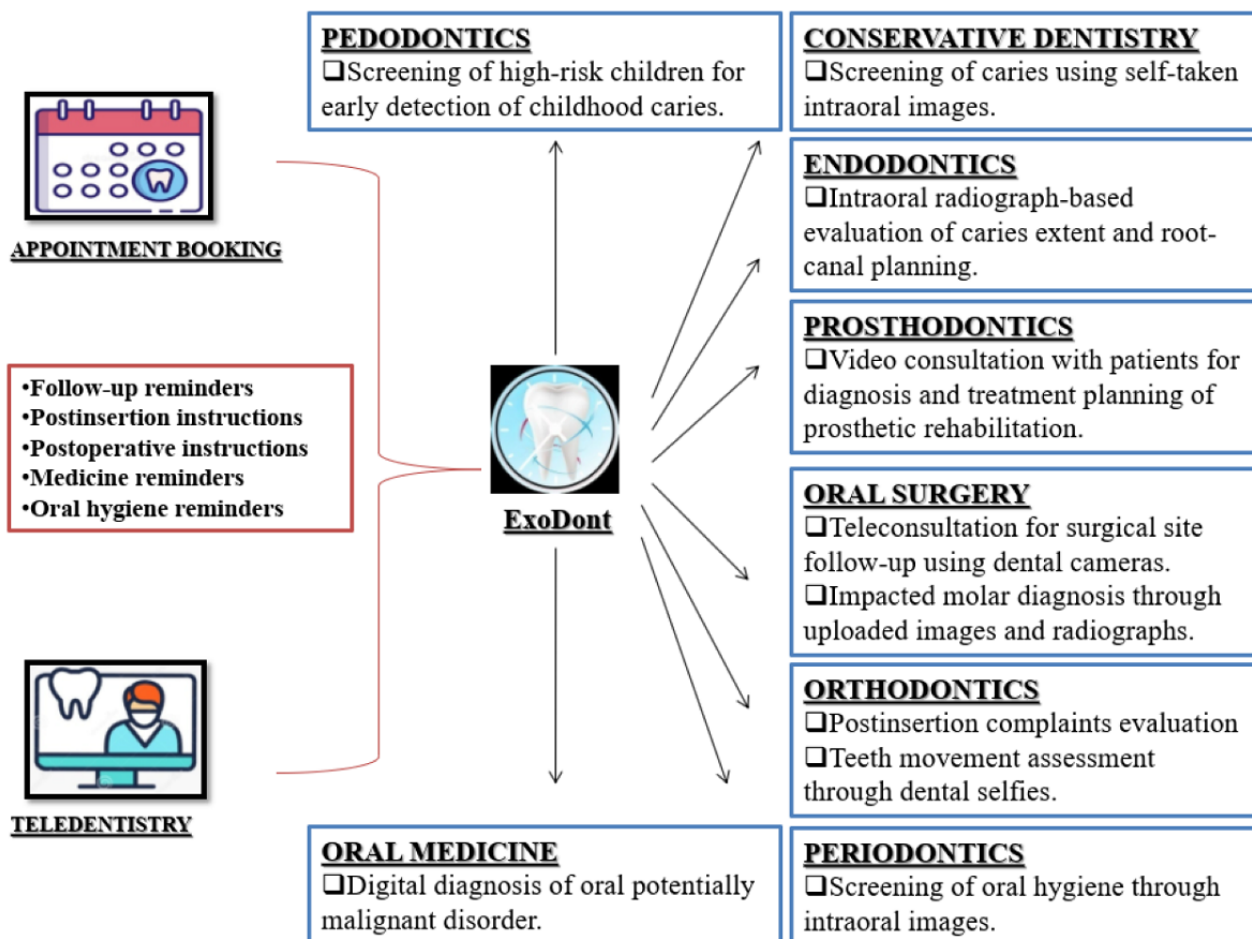 PEDODONTICS
❑Screening of high-risk children for
early detection of childhood caries.
CONSERVATIVE DENTISTRY
❑Screening of caries using self-taken
intraoral images.
APPOINTMENT BOOKING
ENDODONTICS
❑Intraoral radiograph-based
evaluation of caries extent and root-
canal planning.
PROSTHODONTICS
❑Video consultation with patients for
diagnosis and treatment planning of
prosthetic rehabilitation.
•Follow-up reminders
•Postinsertion instructions
•Postoperative instructions
•Medicine reminders
•Oral hygiene reminders
ExoDont
ORAL SURGERY
❑Teleconsultation for surgical site
follow-up using dental cameras.
❑Impacted molar diagnosis through
uploaded images and radiographs.
ORTHODONTICS
❑Postinsertion complaints evaluation
❑Teeth movement assessment
through dental selfies.
TELEDENTISTRY
ORAL MEDICINE
❑Digital diagnosis of oral potentially
malignant disorder.
PERIODONTICS
❑Screening of oral hygiene through
intraoral images.